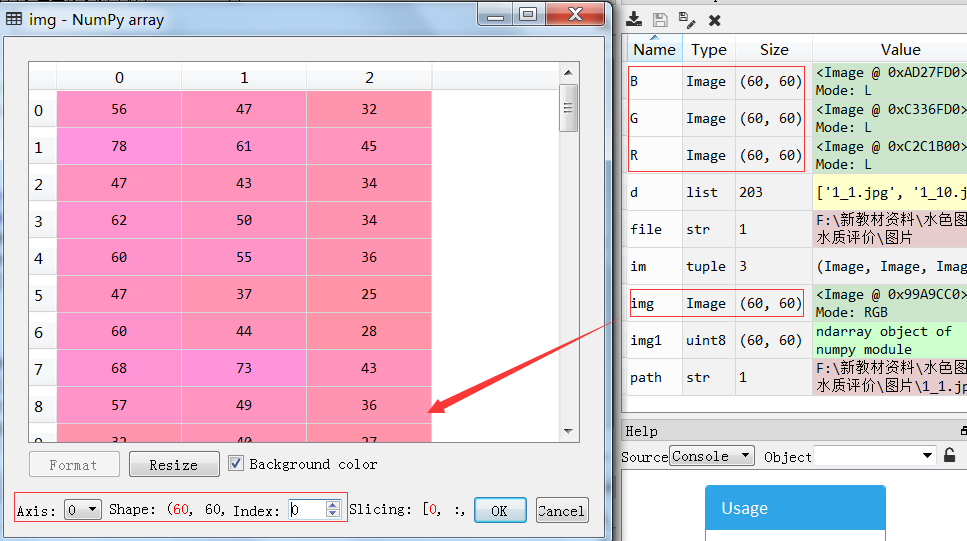 img - NumPy array
0 1 2
0 56 47 32
1 78 61 45
2 47 43 34
3 62 50 34
4 60 55 36
5 47 37 25
6 60 44 28
7 68 73 43
8 57 49 36
9 32 40 27
Format Resize Background color
Axis: 0 Shape: (60, 60, Index: 0 Slicing: [0, :, OK Cancel
Name Type Size Value
B Image (60, 60) <Image @ 0xAD27FD0>
Mode: L
G Image (60, 60) <Image @ 0xC336FD0>
Mode: L
R Image (60, 60) <Image @ 0xC2C1B00>
Mode: L
d list 203 ['1_1.jpg', '1_10.j
file str 1 F:\新教材资料\水色图
水质评价\图片
im tuple 3 (Image, Image, Imag
img Image (60, 60) <Image @ 0x99A9CC0>
Mode: RGB
img1 uint8 (60, 60) ndarray object of
numpy module
path str 1 F:\新教材资料\水色图
水质评价\图片\1_1.jp
Help
Source Console Object
Usage